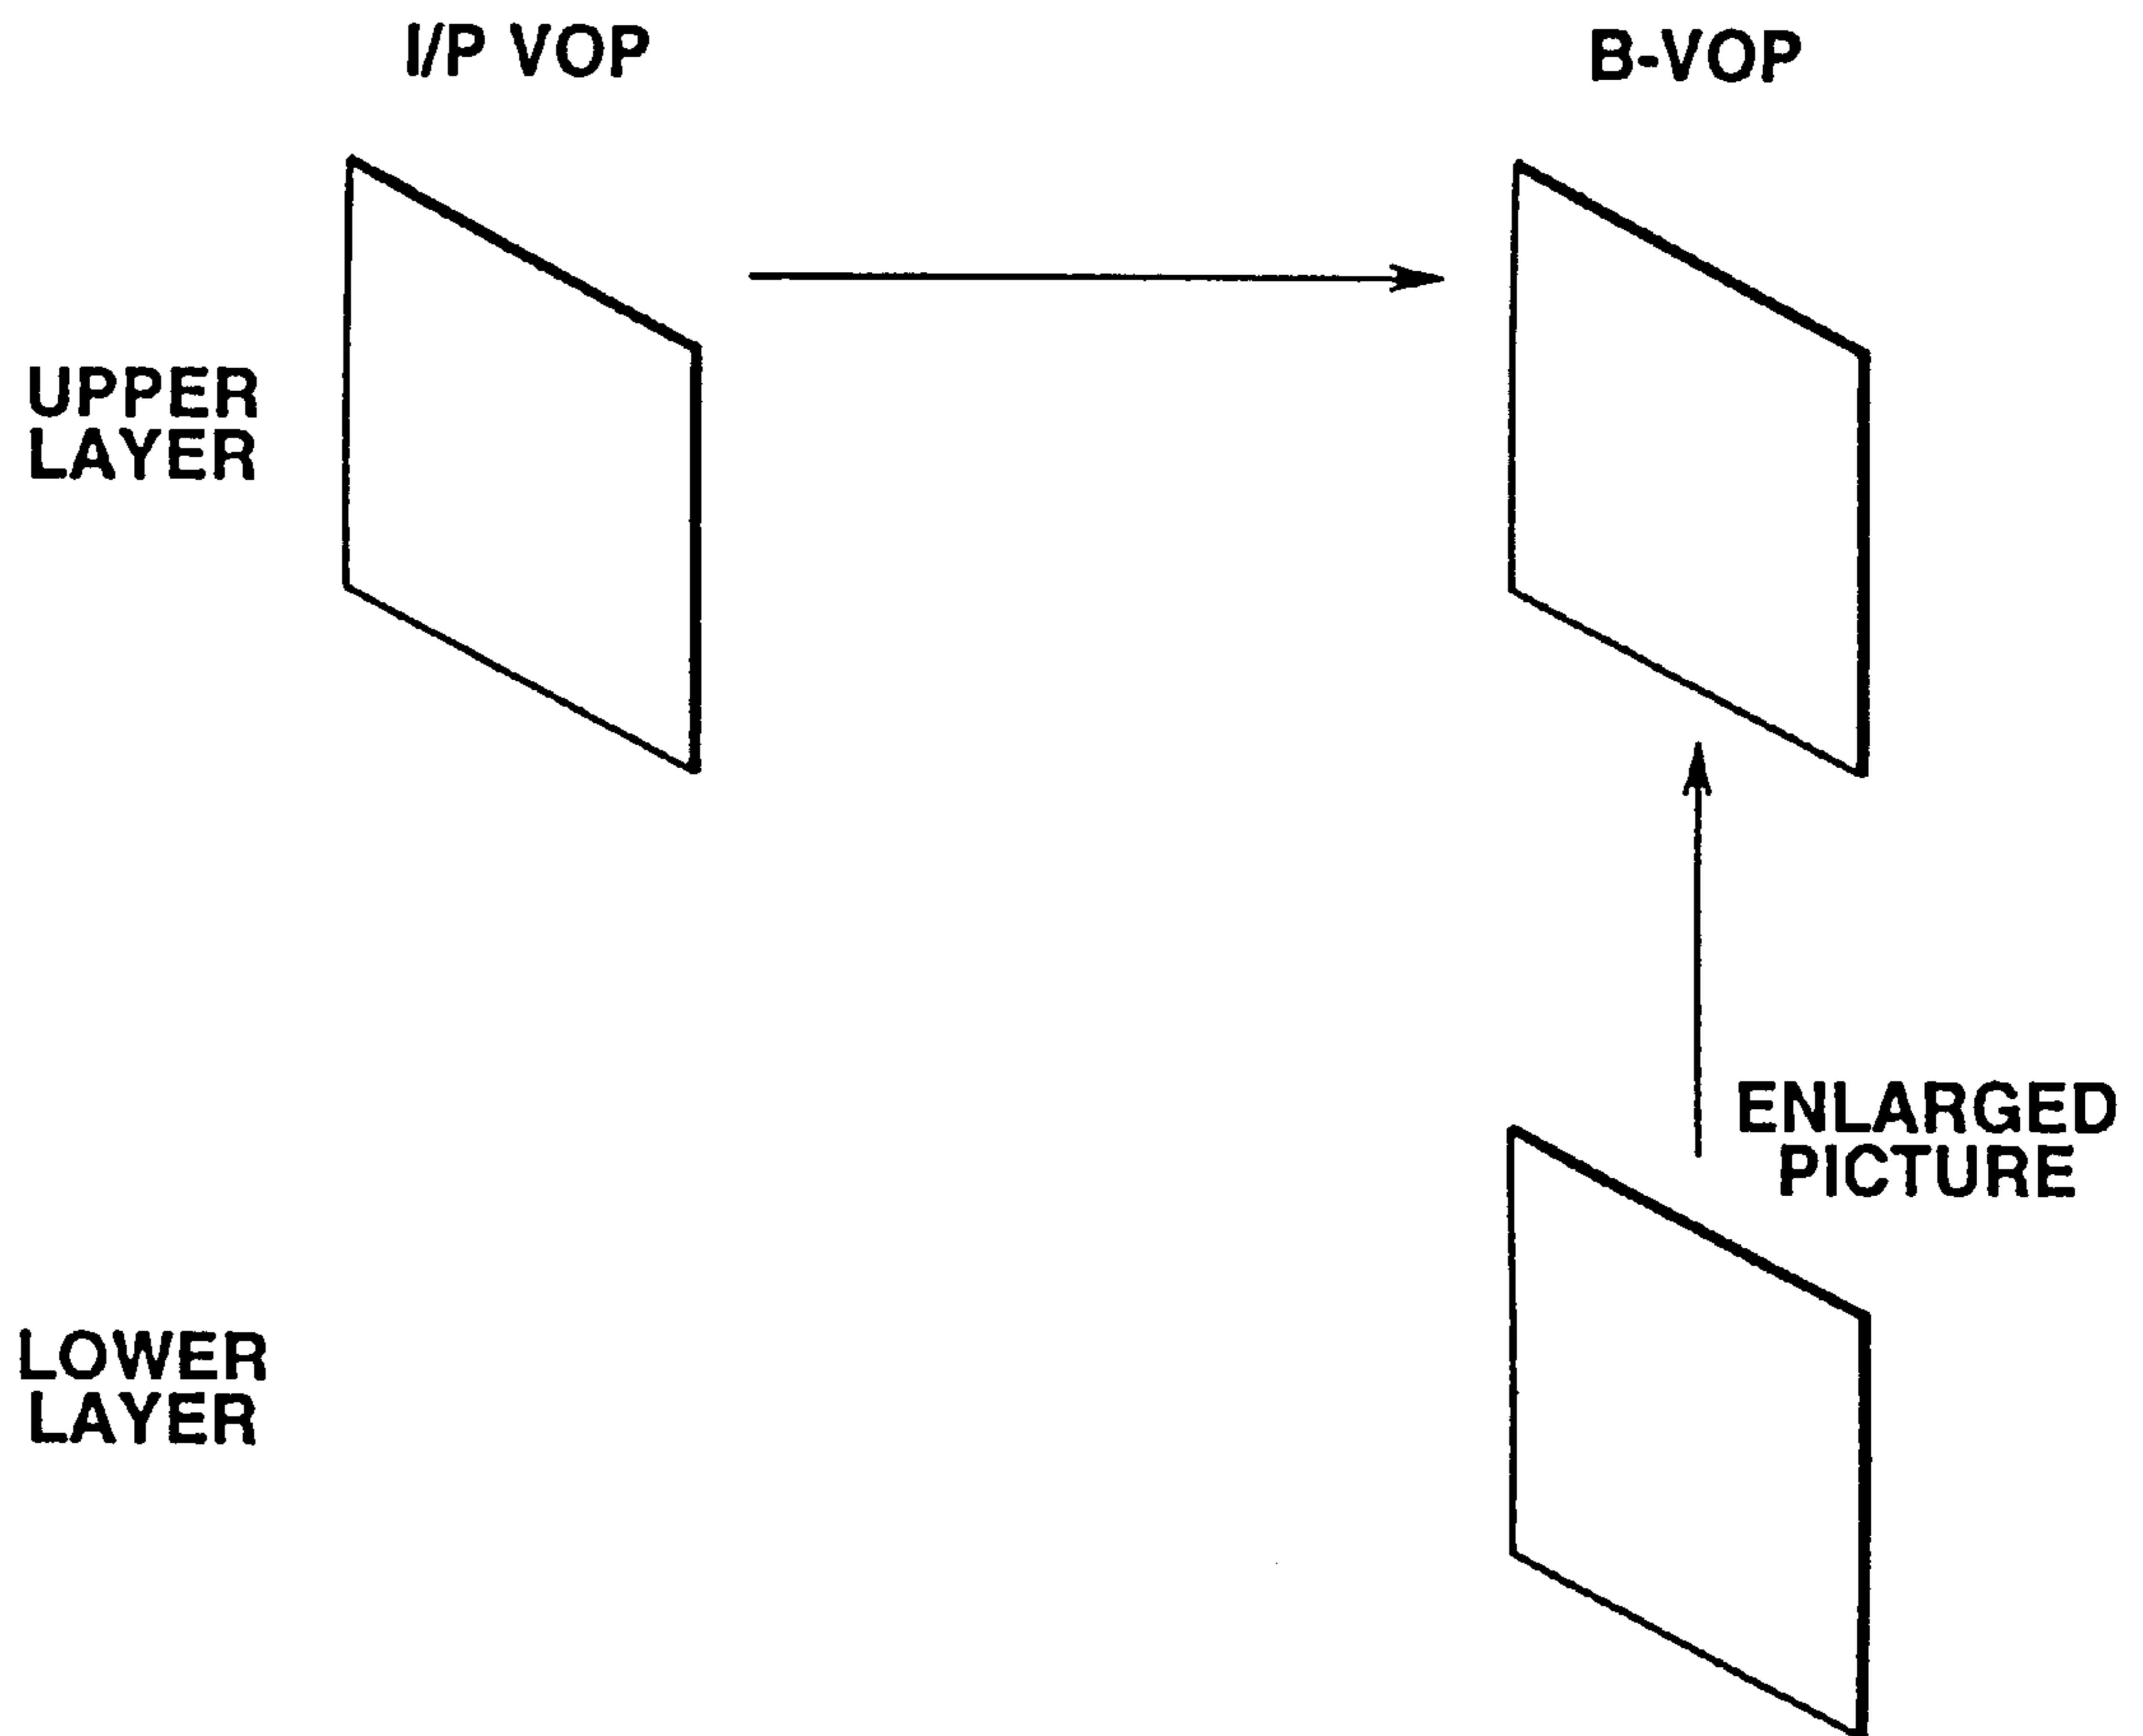 I/P VOP
B-VOP
UPPER
LAYER
ENLARGED
PICTURE
LOWER
LAYER